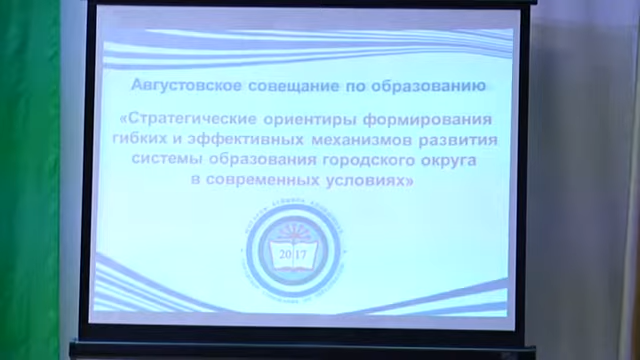 Августовское совещание по образованию
«Стратегические ориентиры формирования
гибких и эффективных механизмов развития
системы образования городского округа
в современных условиях»
2017